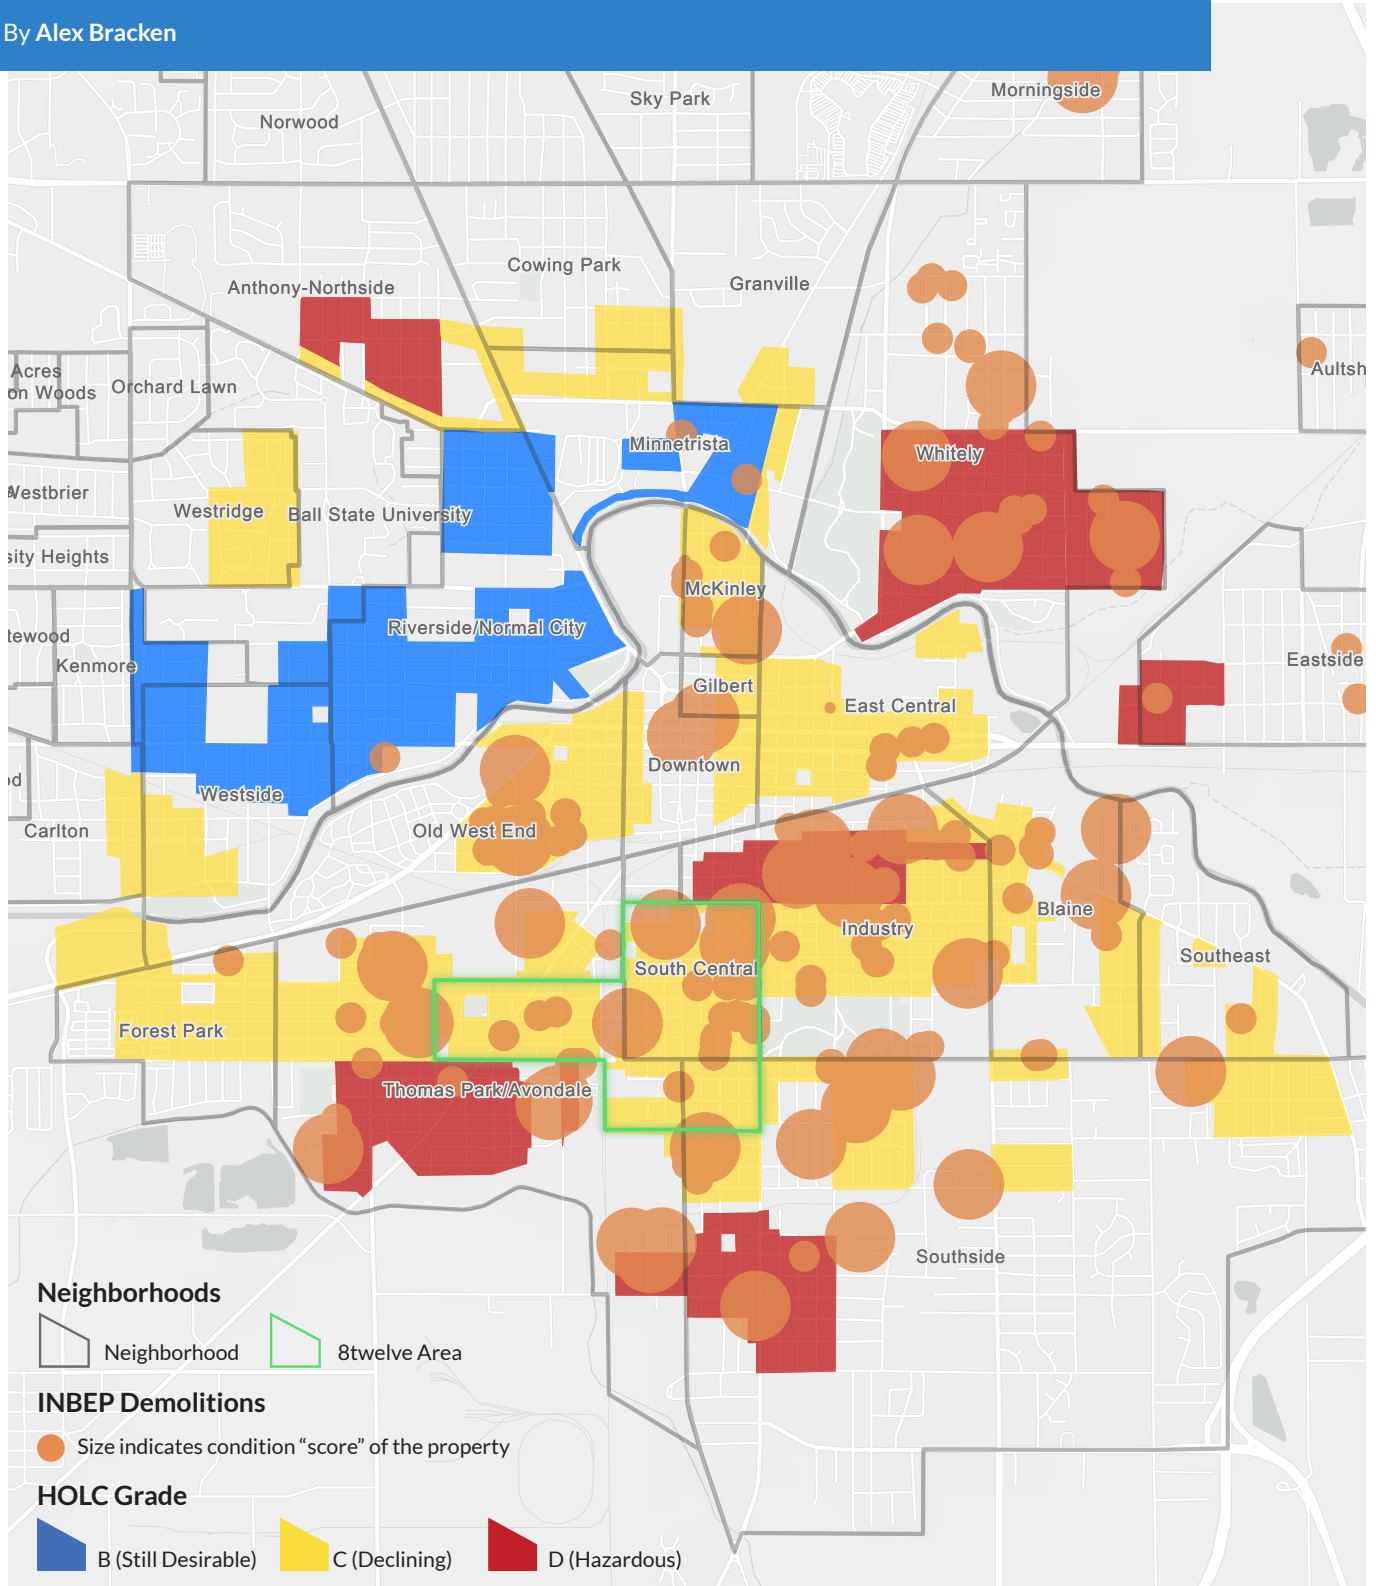 By Alex Bracken
Morningside
Sky Park
Norwood
Cowing Park
Granville
Anthony-Northside
Acres
on Woods
Orchard Lawn
Aultsh
Minnetrista
Whitely
Westbrier
Westridge
Ball State University
sity Heights
McKinley
tewood
Riverside/Normal City
Kenmore
Eastside
Gilbert
East Central
Downtown
od
Westside
Carlton
Old West End
Blaine
Industry
South Central
Southeast
Forest Park
Thomas Park/Avondale
Southside
Neighborhoods
Neighborhood
8twelve Area
INBEP Demolitions
Size indicates condition “score” of the property
HOLC Grade
B (Still Desirable)
C (Declining)
D (Hazardous)